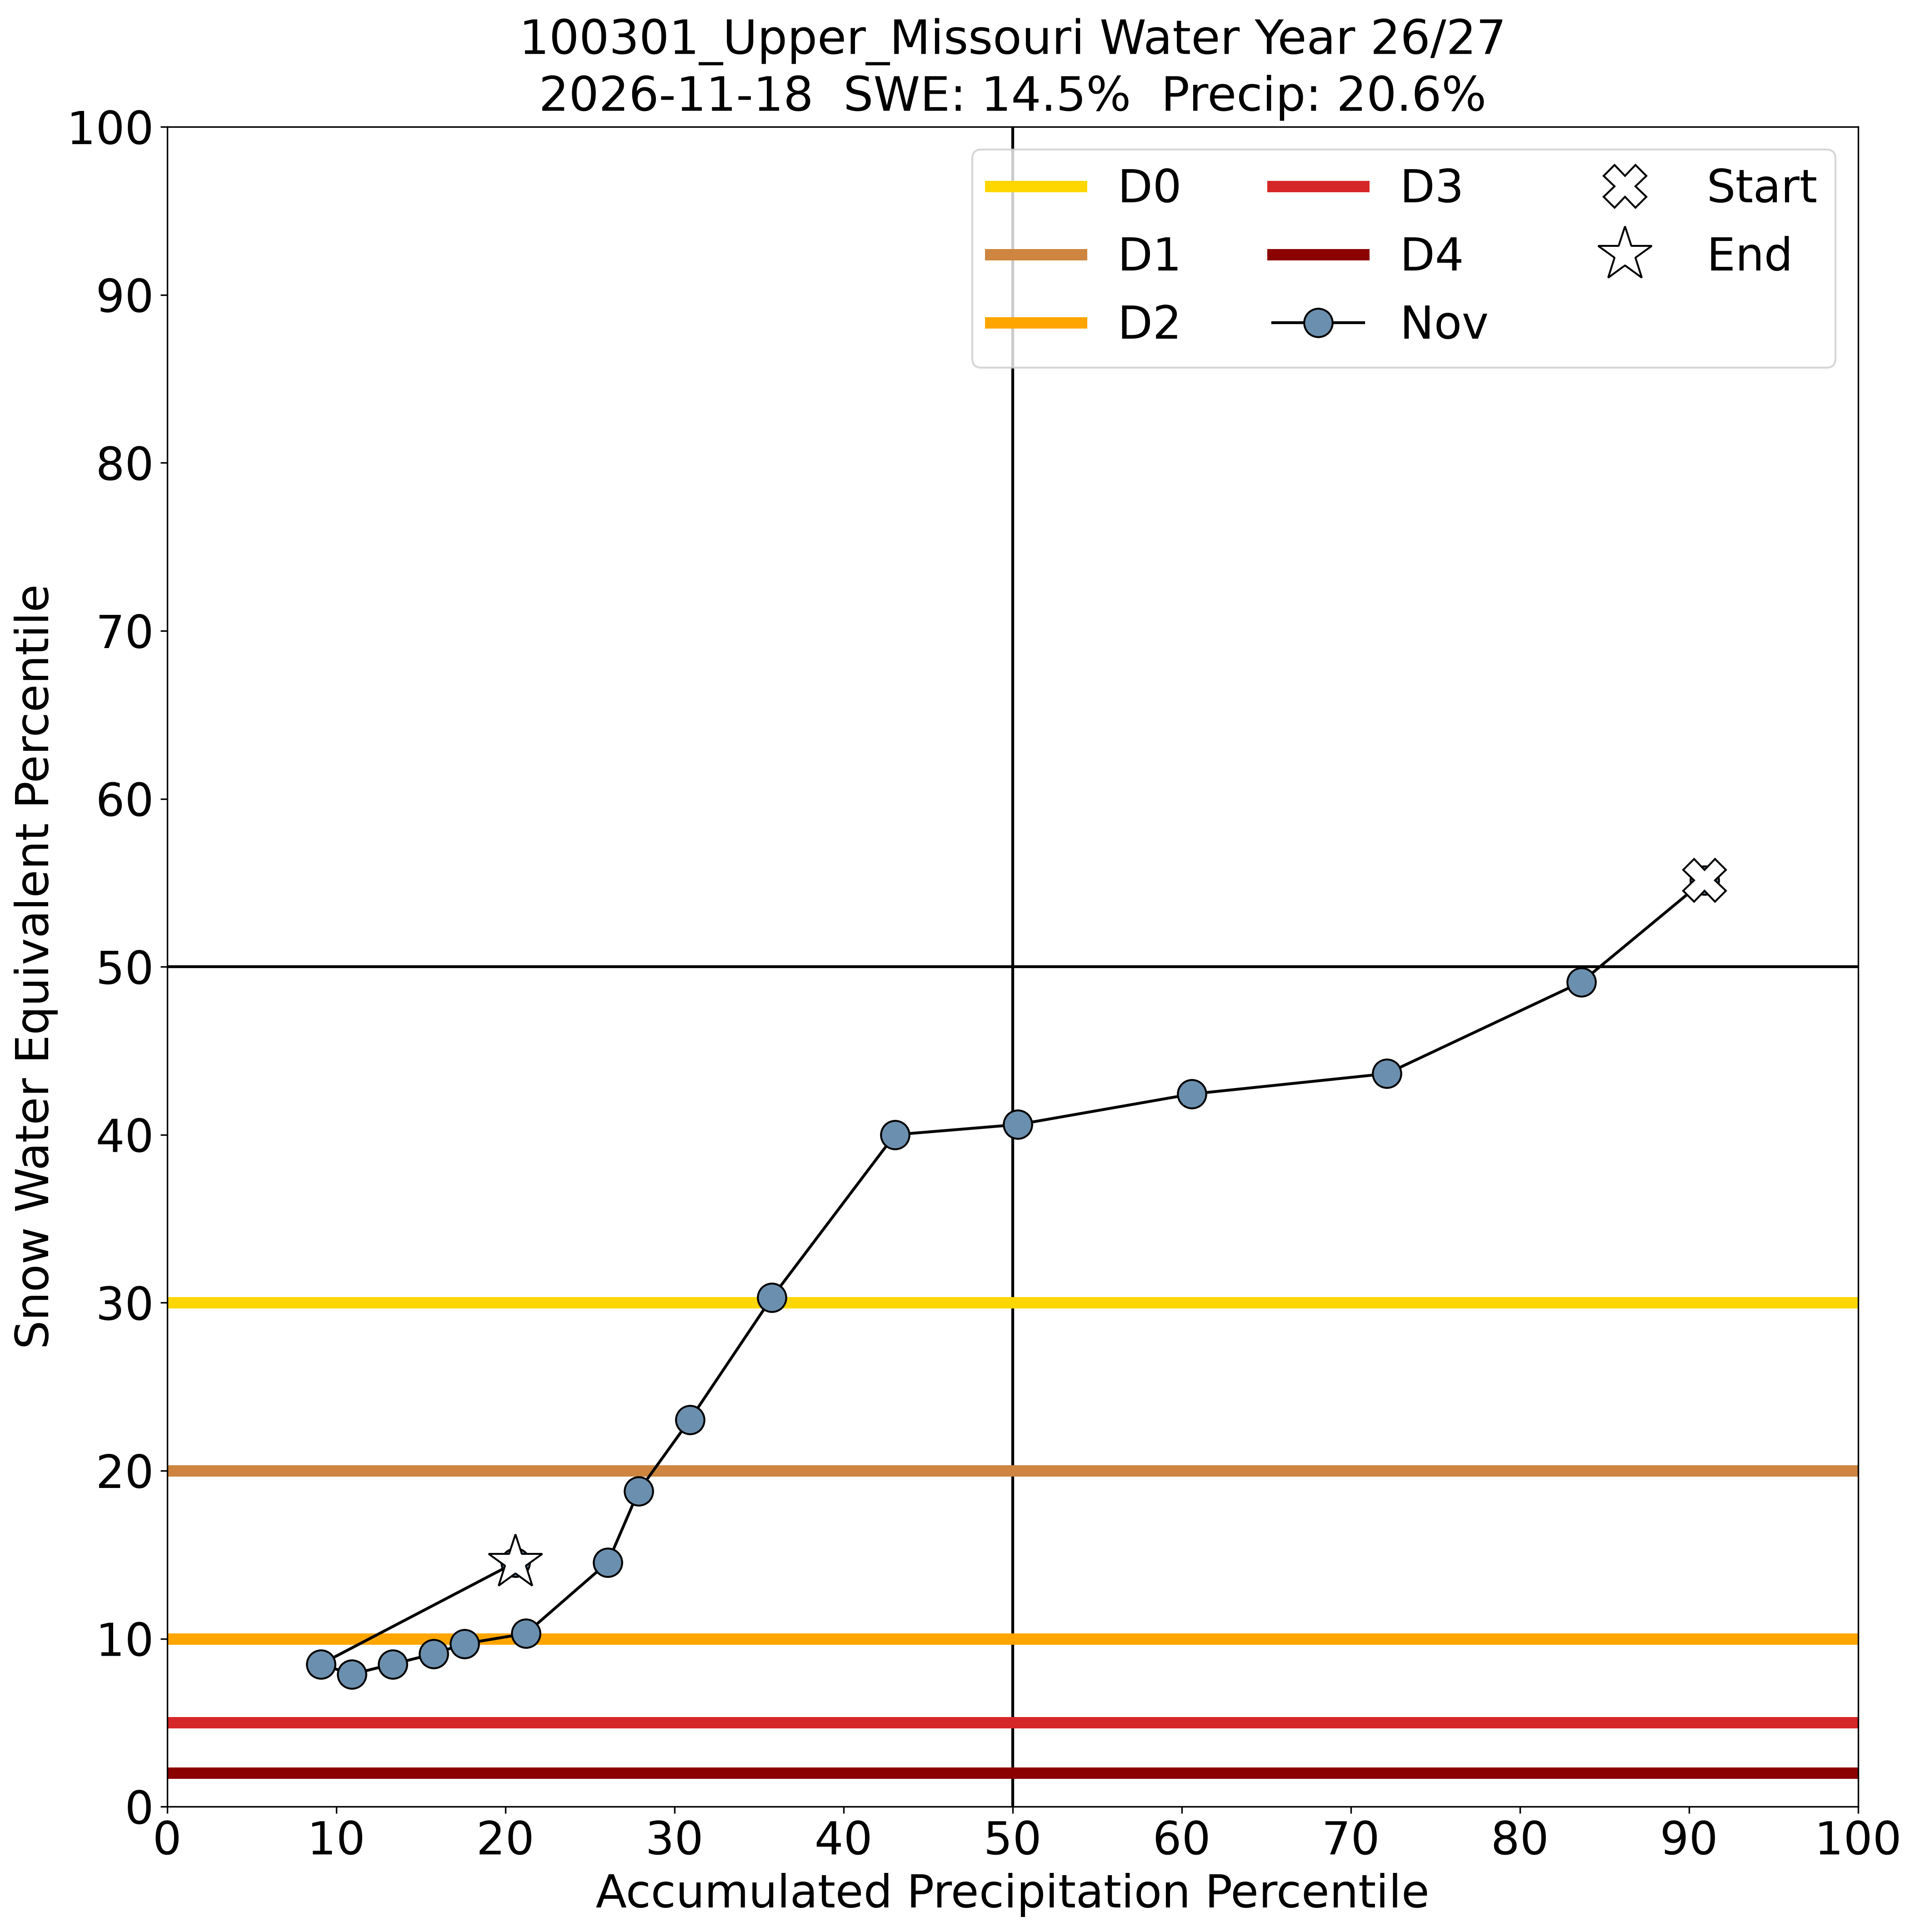 100301_Upper_Missouri Water Year 26/27
2026-11-18  SWE: 14.5%  Precip: 20.6%
D0
D1
D2
D3
D4
Nov
Start
End
Snow Water Equivalent Percentile
100
90
80
70
60
50
40
30
20
10
0
0 10 20 30 40 50 60 70 80 90 100
Accumulated Precipitation Percentile